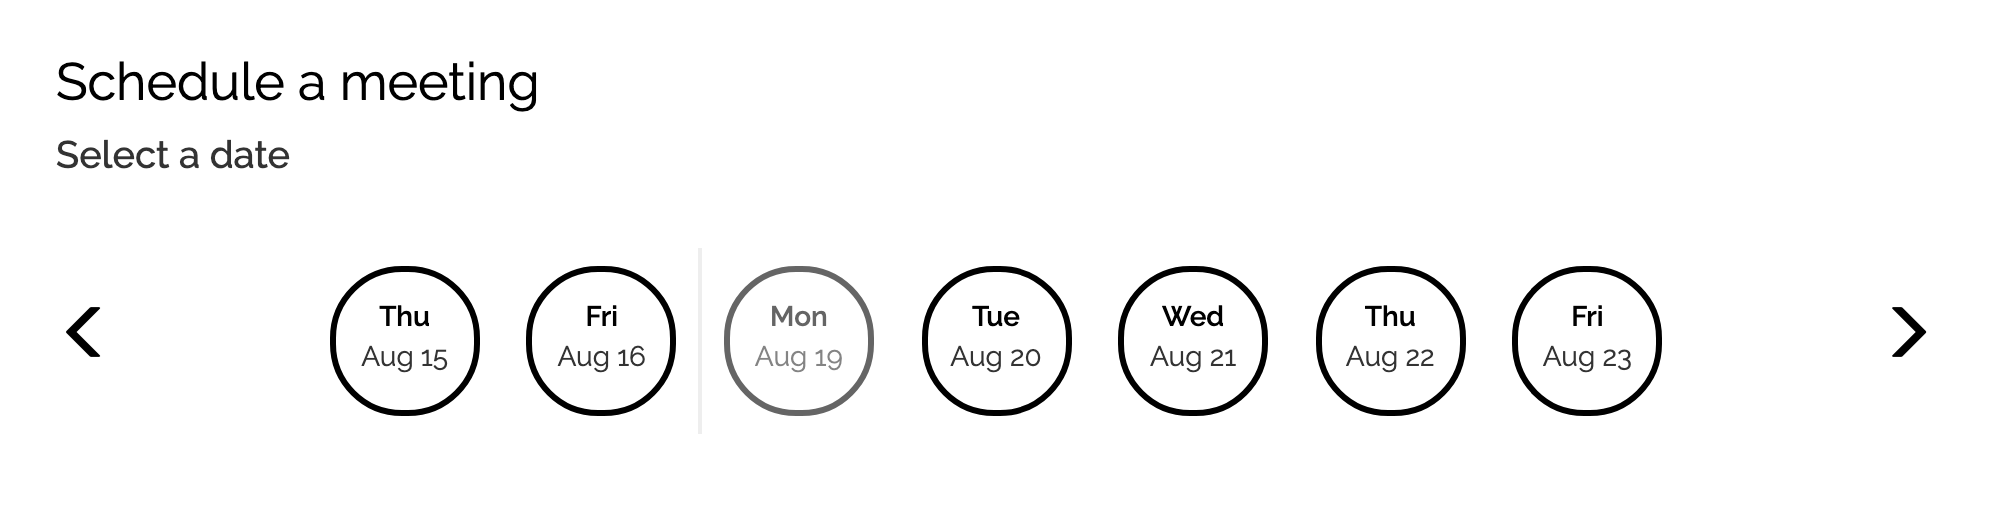 Schedule a meeting
Select a date
Thu Fri Mon Tue Wed Thu Fri
Aug 15 Aug 16 Aug 19 Aug 20 Aug 21 Aug 22 Aug 23